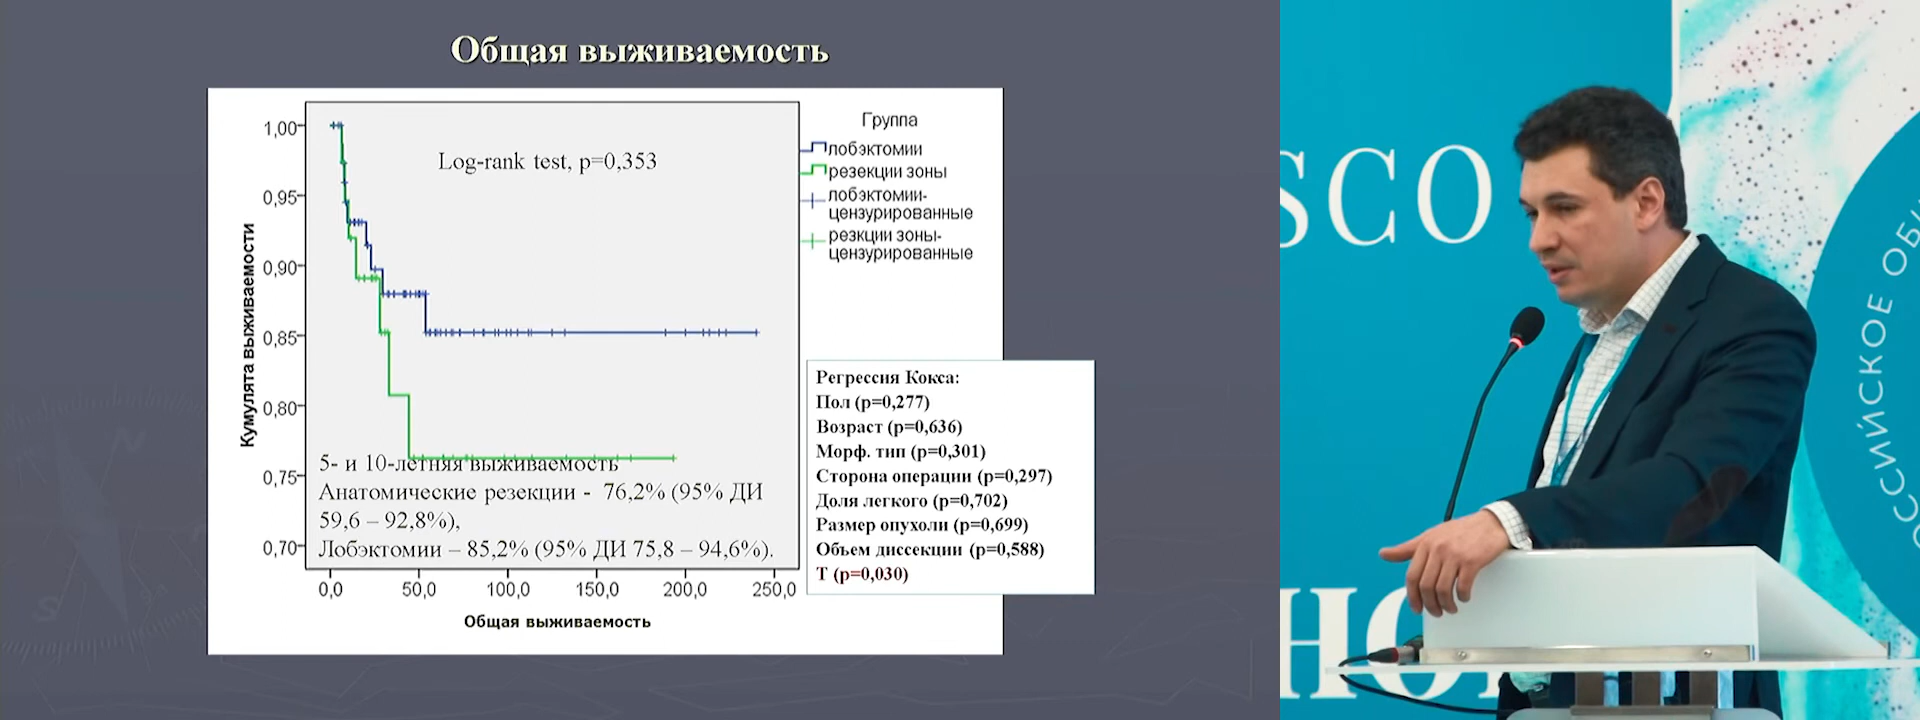 Общая выживаемость
Log-rank test, p=0,353
Группа
лобэктомии
резекции зоны
лобэктомии-
цензурированные
резкции зоны-
цензурированные
Кумулята выживаемости
1,00
0,95
0,90
0,85
0,80
0,75
0,70
5- и 10-летняя выживаемость
Анатомические резекции - 76,2% (95% ДИ
59,6 – 92,8%),
Лобэктомии – 85,2% (95% ДИ 75,8 – 94,6%).
0,0 50,0 100,0 150,0 200,0 250,0
Общая выживаемость
Регрессия Кокса:
Пол (p=0,277)
Возраст (p=0,636)
Морф. тип (p=0,301)
Сторона операции (p=0,297)
Доля легкого (p=0,702)
Размер опухоли (p=0,699)
Объем диссекции (p=0,588)
Т (p=0,030)
SCO